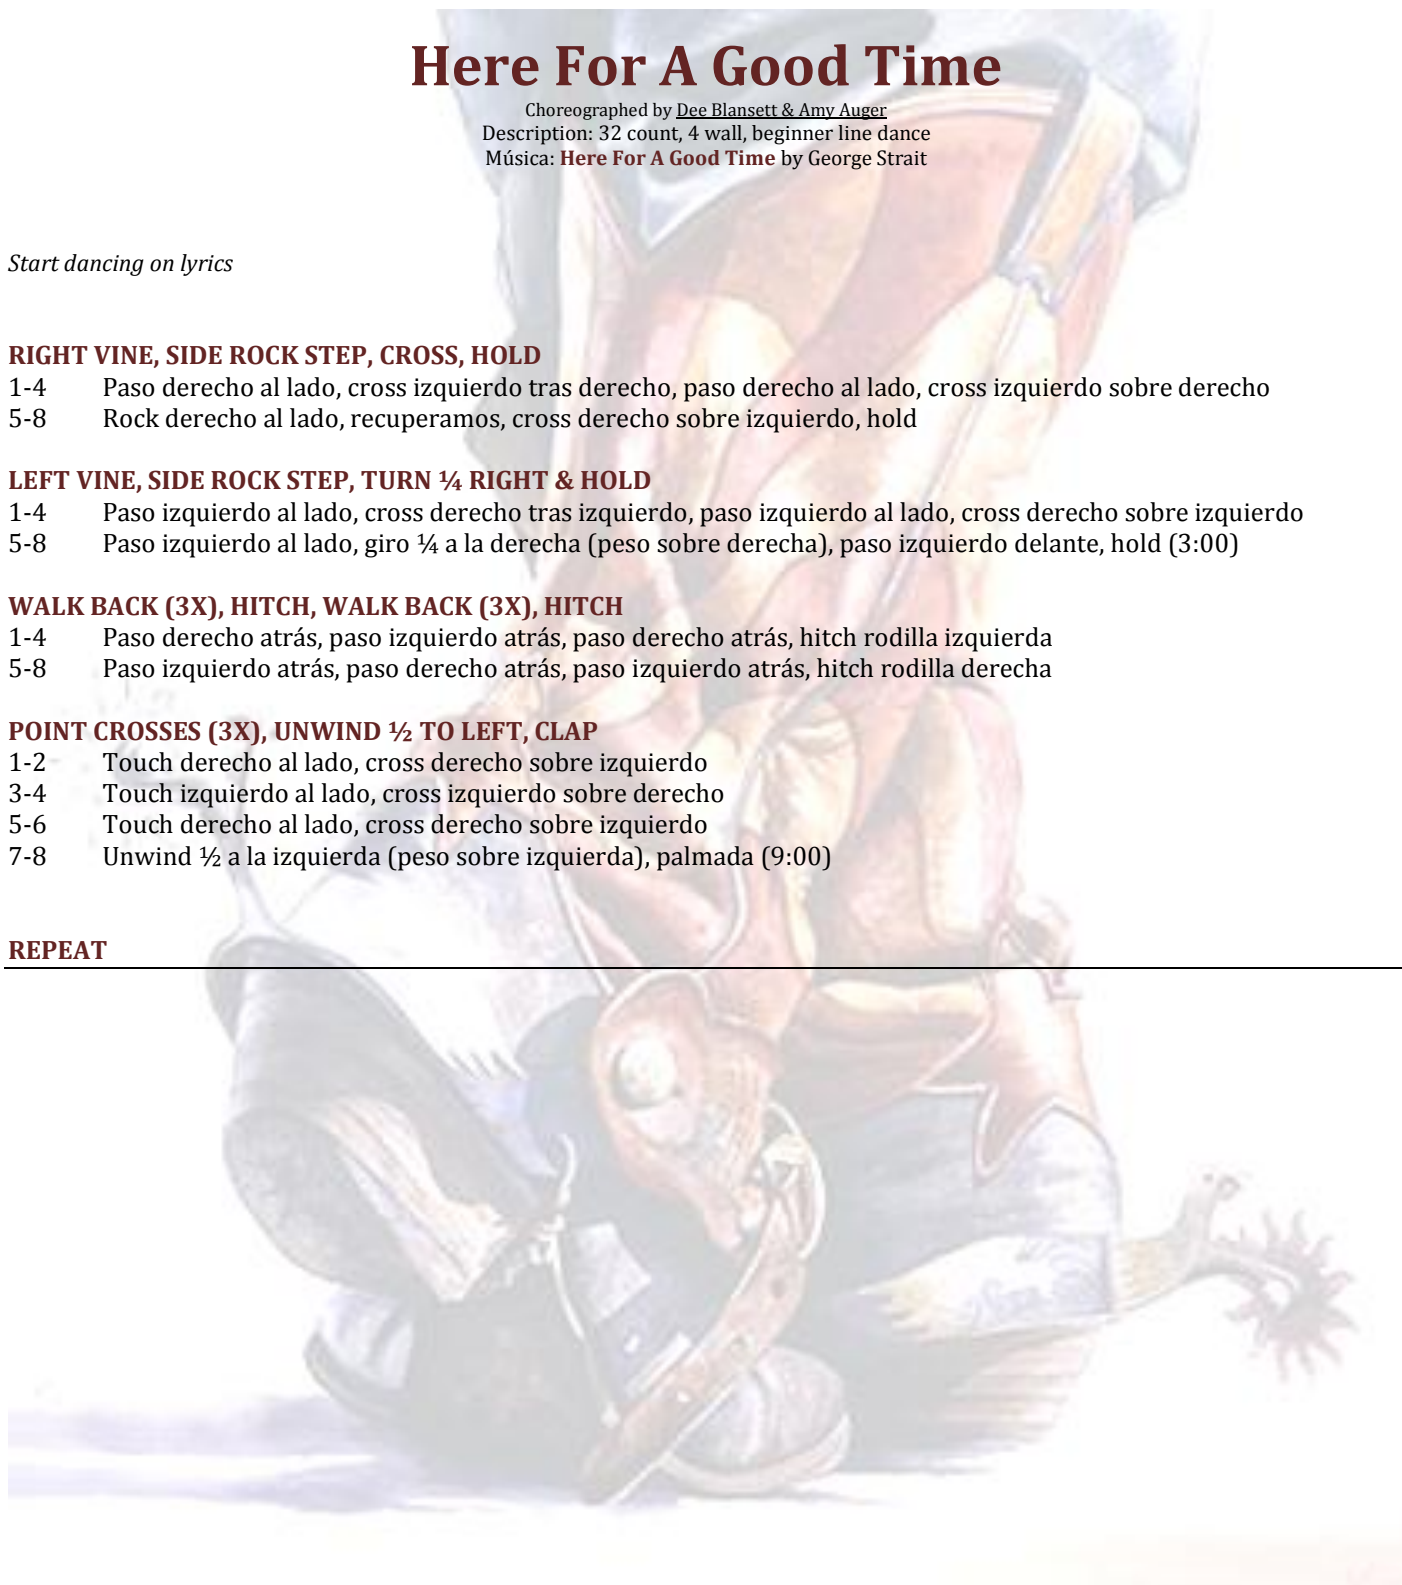 Here For A Good Time
Choreographed by Dee Blansett & Amy Auger
Description: 32 count, 4 wall, beginner line dance
Música: Here For A Good Time by George Strait
Start dancing on lyrics
RIGHT VINE, SIDE ROCK STEP, CROSS, HOLD
1-4 Paso derecho al lado, cross izquierdo tras derecho, paso derecho al lado, cross izquierdo sobre derecho
5-8 Rock derecho al lado, recuperamos, cross derecho sobre izquierdo, hold
LEFT VINE, SIDE ROCK STEP, TURN ¼ RIGHT & HOLD
1-4 Paso izquierdo al lado, cross derecho tras izquierdo, paso izquierdo al lado, cross derecho sobre izquierdo
5-8 Paso izquierdo al lado, giro ¼ a la derecha (peso sobre derecha), paso izquierdo delante, hold (3:00)
WALK BACK (3X), HITCH, WALK BACK (3X), HITCH
1-4 Paso derecho atrás, paso izquierdo atrás, paso derecho atrás, hitch rodilla izquierda
5-8 Paso izquierdo atrás, paso derecho atrás, paso izquierdo atrás, hitch rodilla derecha
POINT CROSSES (3X), UNWIND ½ TO LEFT, CLAP
1-2 Touch derecho al lado, cross derecho sobre izquierdo
3-4 Touch izquierdo al lado, cross izquierdo sobre derecho
5-6 Touch derecho al lado, cross derecho sobre izquierdo
7-8 Unwind ½ a la izquierda (peso sobre izquierda), palmada (9:00)
REPEAT